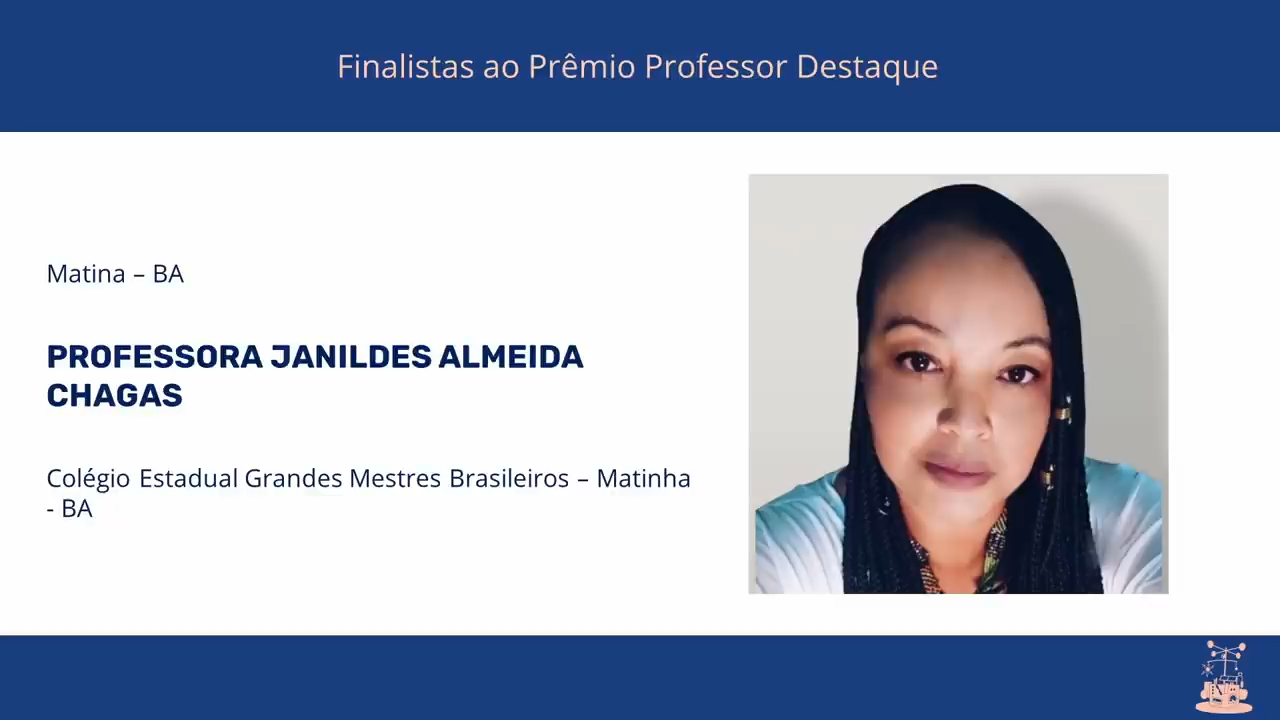 Finalistas ao Prêmio Professor Destaque
Matina – BA
PROFESSORA JANILDES ALMEIDA
CHAGAS
Colégio Estadual Grandes Mestres Brasileiros – Matinha
- BA